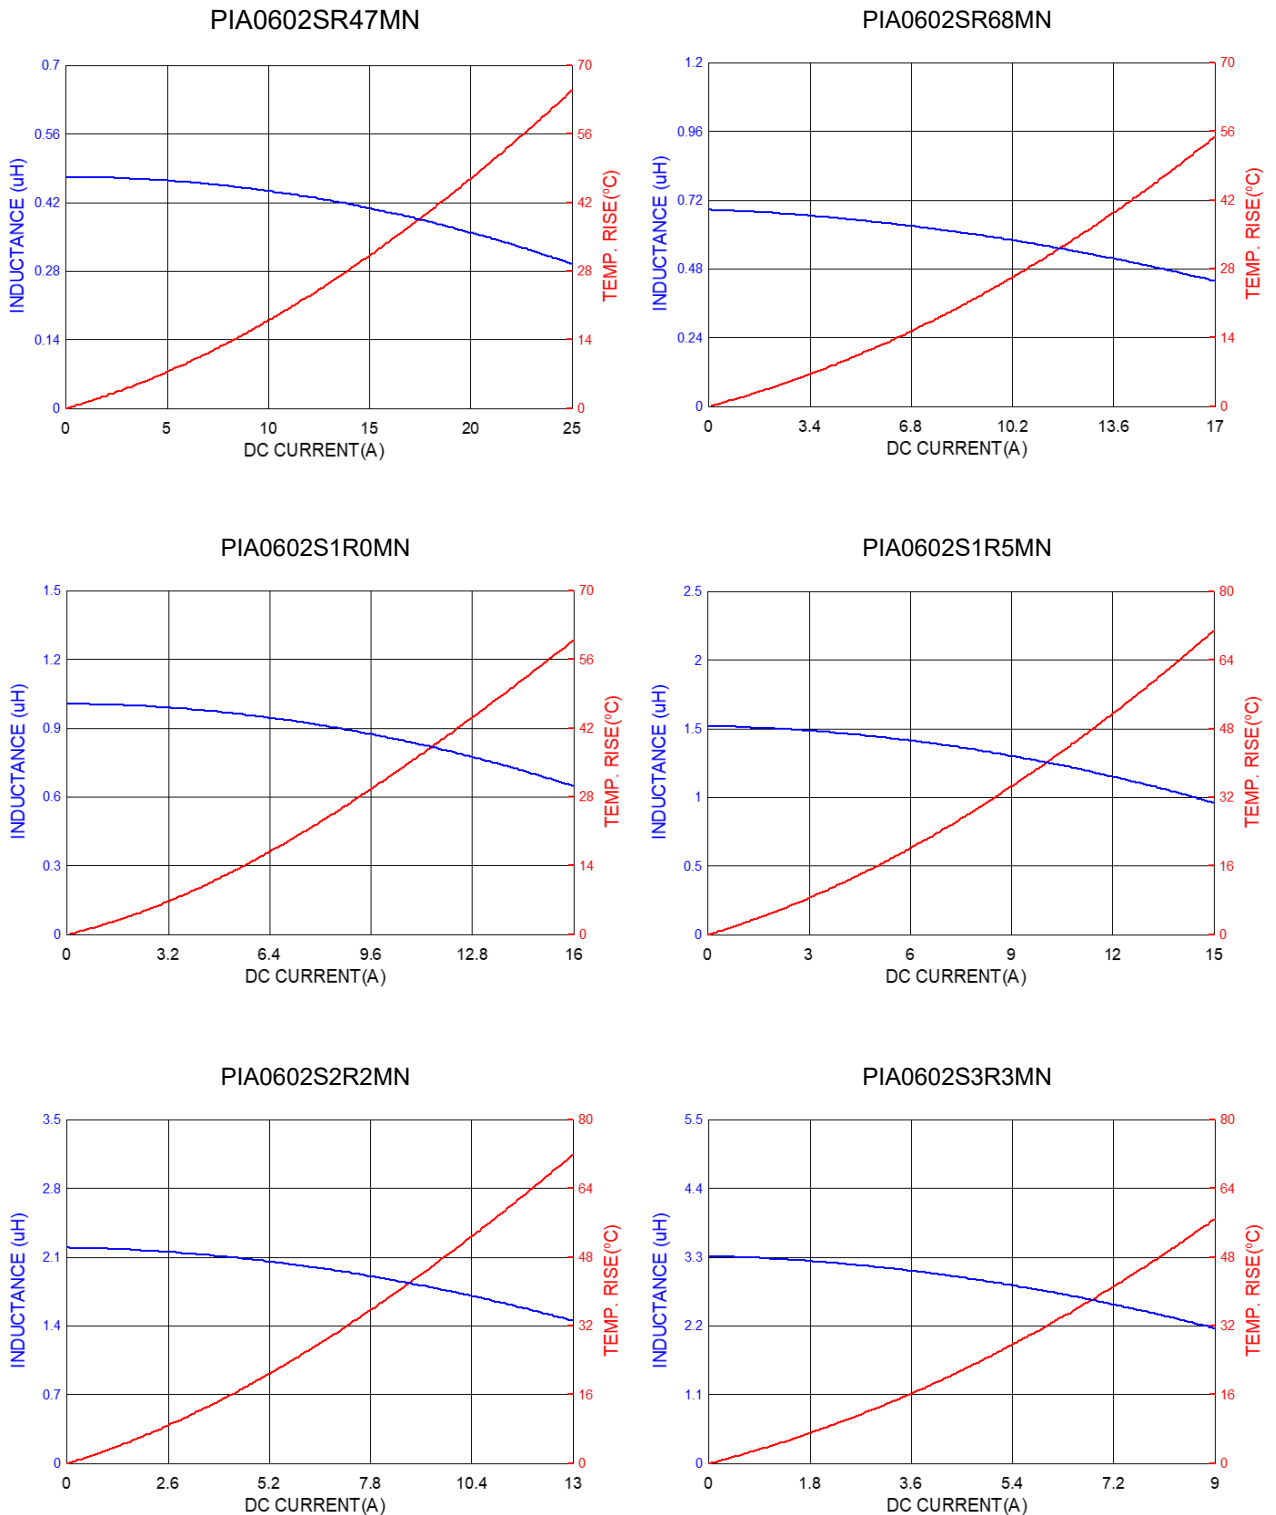 PIA0602SR47MN
0.7
0.56
0.42
0.28
0.14
0
INDUCTANCE (uH)
70
56
42
28
14
0
TEMP. RISE(ºC)
0 5 10 15 20 25
DC CURRENT(A)
PIA0602SR68MN
1.2
0.96
0.72
0.48
0.24
0
INDUCTANCE (uH)
70
56
42
28
14
0
TEMP. RISE(ºC)
0 3.4 6.8 10.2 13.6 17
DC CURRENT(A)
PIA0602S1R0MN
1.5
1.2
0.9
0.6
0.3
0
INDUCTANCE (uH)
70
56
42
28
14
0
TEMP. RISE(ºC)
0 3.2 6.4 9.6 12.8 16
DC CURRENT(A)
PIA0602S1R5MN
2.5
2
1.5
1
0.5
0
INDUCTANCE (uH)
80
64
48
32
16
0
TEMP. RISE(ºC)
0 3 6 9 12 15
DC CURRENT(A)
PIA0602S2R2MN
3.5
2.8
2.1
1.4
0.7
0
INDUCTANCE (uH)
80
64
48
32
16
0
TEMP. RISE(ºC)
0 2.6 5.2 7.8 10.4 13
DC CURRENT(A)
PIA0602S3R3MN
5.5
4.4
3.3
2.2
1.1
0
INDUCTANCE (uH)
80
64
48
32
16
0
TEMP. RISE(ºC)
0 1.8 3.6 5.4 7.2 9
DC CURRENT(A)